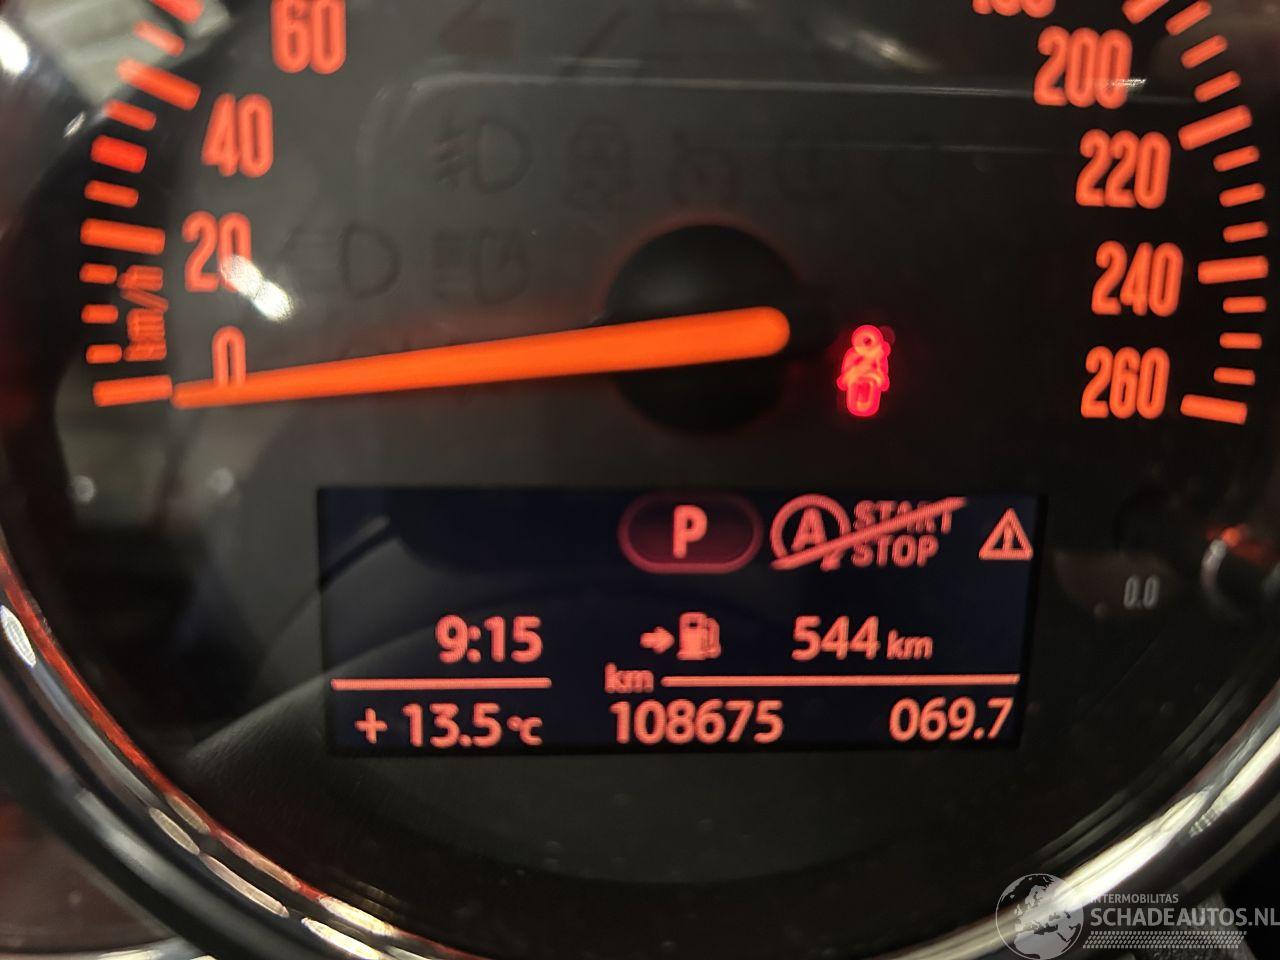 60
40
20
0
km/h
200
220
240
260
P
A START STOP
0.0
9:15
544 km
km
+ 13.5 °C
108675
069.7
INTERMOBILITAS
SCHADEAUTOS.NL